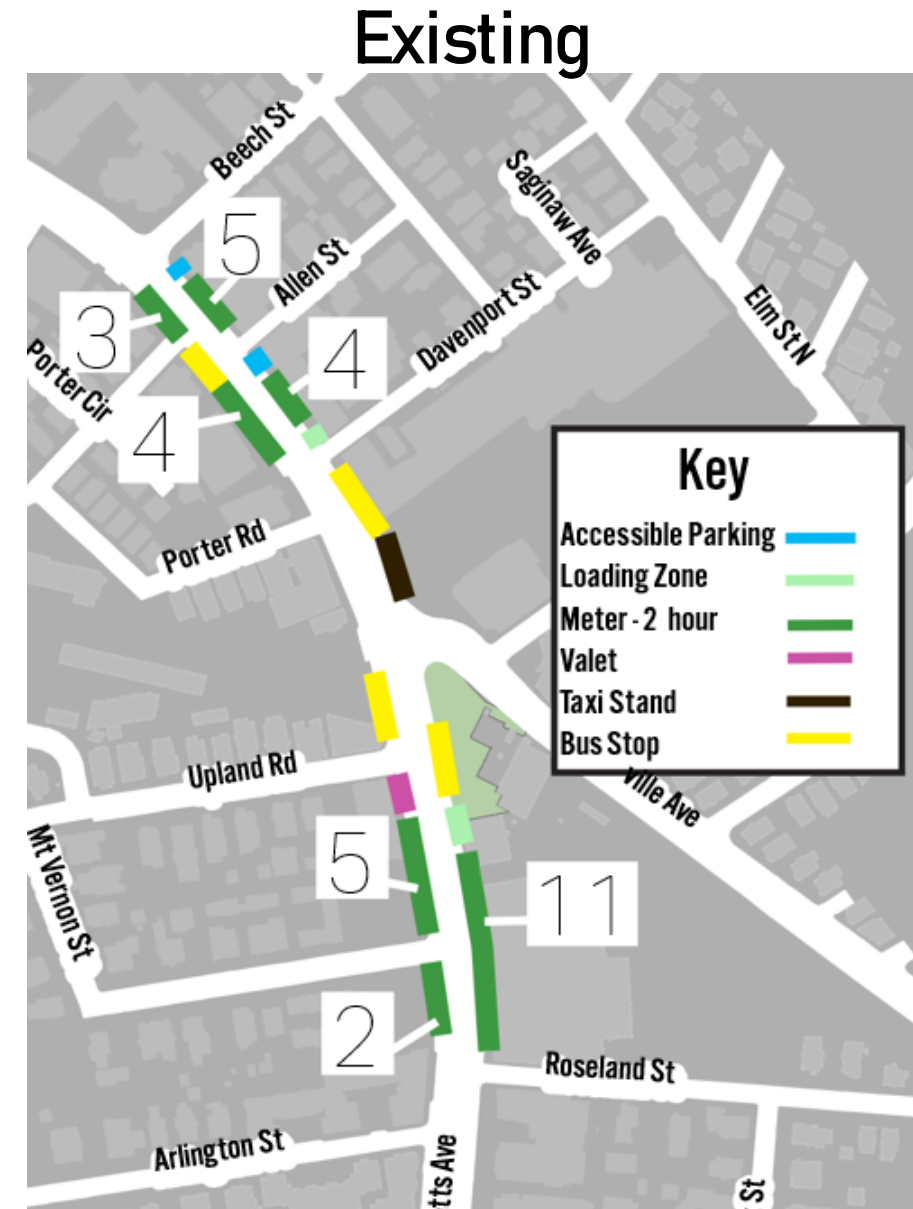 Existing
Beech St
Saginaw Ave
5
Allen St
3
Davenport St
Elm St N
4
Porter Cir
4
Key
Accessible Parking
Loading Zone
Meter - 2 hour
Valet
Taxi Stand
Bus Stop
Porter Rd
Upland Rd
ville Ave
Mt Vernon St
5
11
2
Roseland St
Arlington St
tts Ave
St